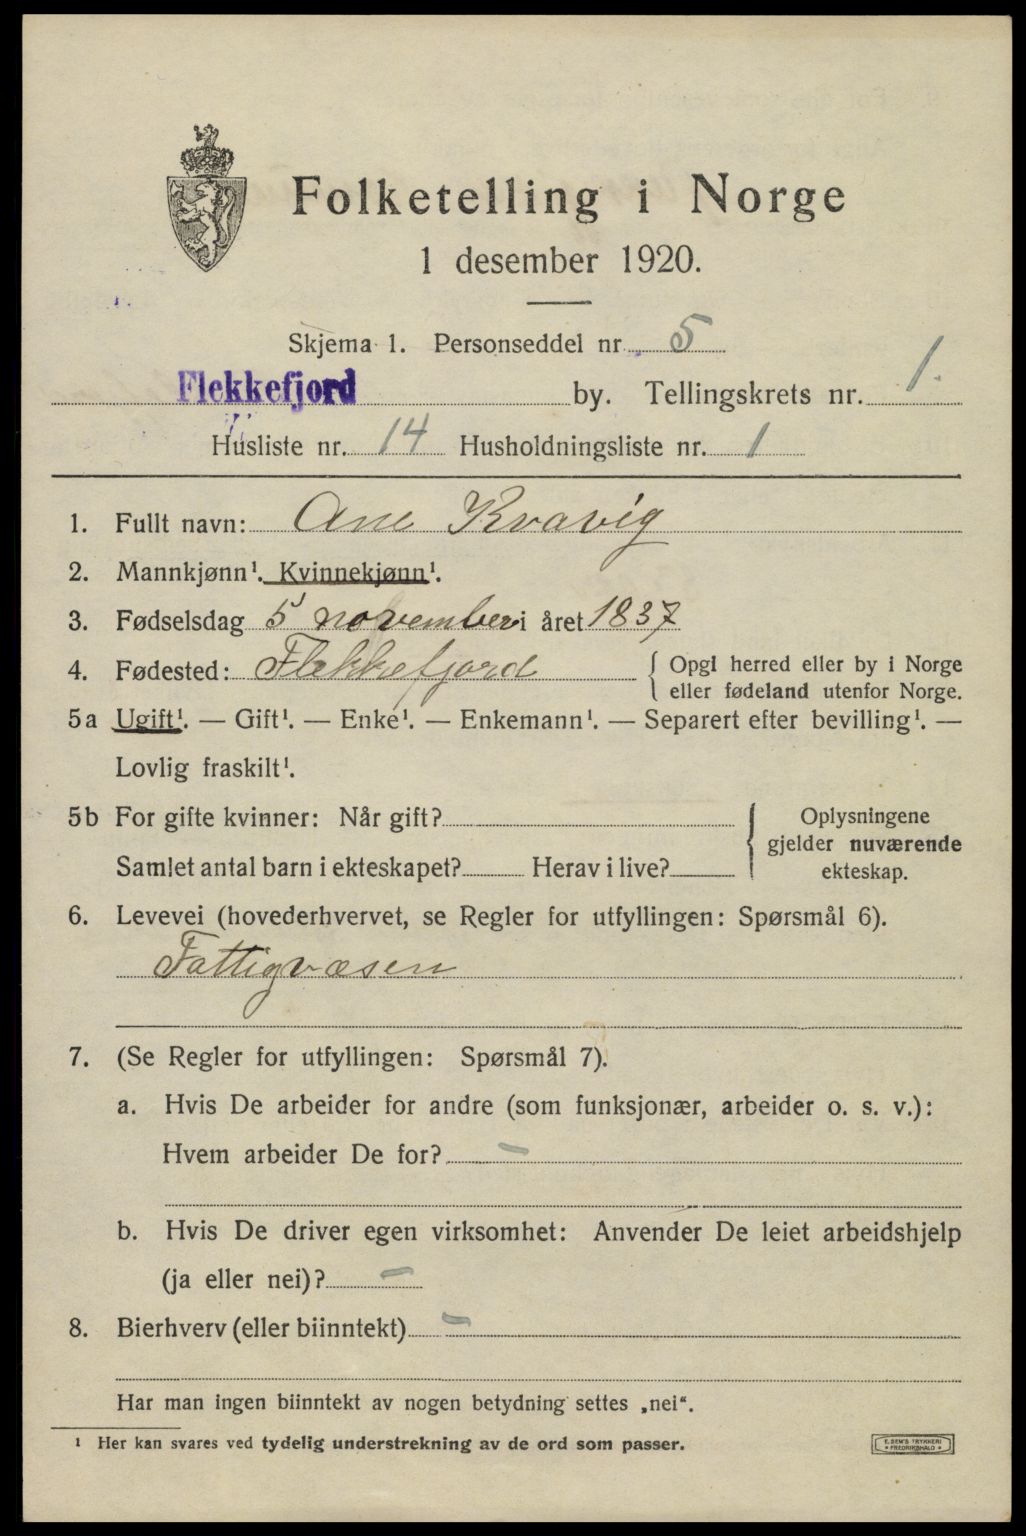 Folketelling i Norge
1 desember 1920.
Skjema 1. Personseddel nr. 5
Flekkefjord by. Tellingskrets nr. 1.
Husliste nr. 14 Husholdningsliste nr. 1
1. Fullt navn: Ane Kvavig
2. Mannkjønn¹. Kvinnekjønn¹.
3. Fødselsdag 5 november i året 1837
4. Fødested: Flekkefjord { Opgi herred eller by i Norge
eller fødeland utenfor Norge.
5a Ugift¹. — Gift¹. — Enke¹. — Enkemann¹. — Separert efter bevilling¹. —
Lovlig fraskilt¹.
5b For gifte kvinner: Når gift? { Oplysningene
gjelder nuværende
Samlet antal barn i ekteskapet? Herav i live? ekteskap.
6. Levevei (hovederhvervet, se Regler for utfyllingen: Spørsmål 6).
Fattigvæsen
7. (Se Regler for utfyllingen: Spørsmål 7).
a. Hvis De arbeider for andre (som funksjonær, arbeider o. s. v.):
Hvem arbeider De for? —
b. Hvis De driver egen virksomhet: Anvender De leiet arbeidshjelp
(ja eller nei)? —
8. Bierhverv (eller biinntekt) —
Har man ingen biinntekt av nogen betydning settes „nei“.
¹ Her kan svares ved tydelig understrekning av de ord som passer.
E. SEM'S TRYKKERI
• FREDRIKSHALD •